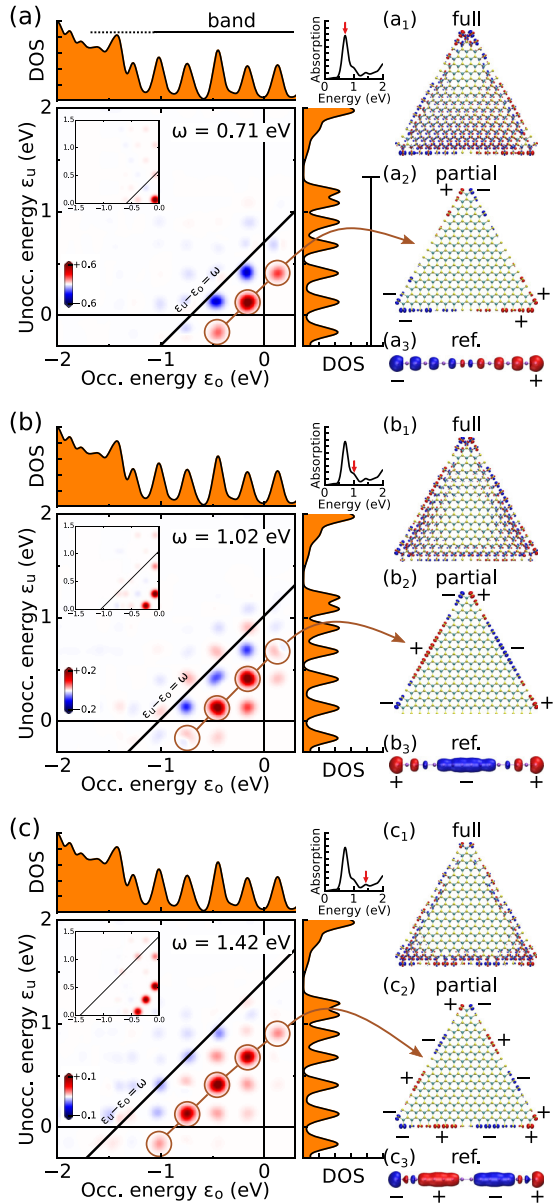 (a)
band
DOS
Absorption
0
1
2
Energy (eV)
(a₁)
full
2
1
0
Unocc. energy εᵤ (eV)
1.5
1.0
0.5
0.0
−1.5
−1.0
−0.5
0.0
ω = 0.71 eV
+0.6
−0.6
εᵤ−εₒ=ω
−2
−1
0
Occ. energy εₒ (eV)
DOS
(a₂)
partial
+
−
−
+
−
+
(a₃)
ref.
−
+
(b)
DOS
Absorption
0
1
2
Energy (eV)
(b₁)
full
2
1
0
Unocc. energy εᵤ (eV)
1.5
1.0
0.5
0.0
−1.5
−1.0
−0.5
0.0
ω = 1.02 eV
+0.2
−0.2
εᵤ−εₒ=ω
−2
−1
0
Occ. energy εₒ (eV)
DOS
(b₂)
partial
−
+
+
−
−
+
(b₃)
ref.
+
−
+
(c)
DOS
Absorption
0
1
2
Energy (eV)
(c₁)
full
2
1
0
Unocc. energy εᵤ (eV)
1.5
1.0
0.5
0.0
−1.5
−1.0
−0.5
0.0
ω = 1.42 eV
+0.1
−0.1
εᵤ−εₒ=ω
−2
−1
0
Occ. energy εₒ (eV)
DOS
(c₂)
partial
+
−
−
+
+
−
−
+
−
+
(c₃)
ref.
−
+
−
+